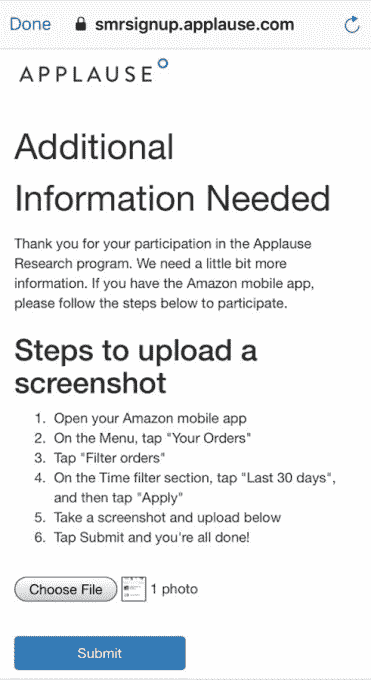 Done smrsignup.applause.com
APPLAUSE
Additional
Information Needed
Thank you for your participation in the Applause
Research program. We need a little bit more
information. If you have the Amazon mobile app,
please follow the steps below to participate.
Steps to upload a
screenshot
1. Open your Amazon mobile app
2. On the Menu, tap "Your Orders"
3. Tap "Filter orders"
4. On the Time filter section, tap "Last 30 days",
and then tap "Apply"
5. Take a screenshot and upload below
6. Tap Submit and you're all done!
Choose File 1 photo
Submit